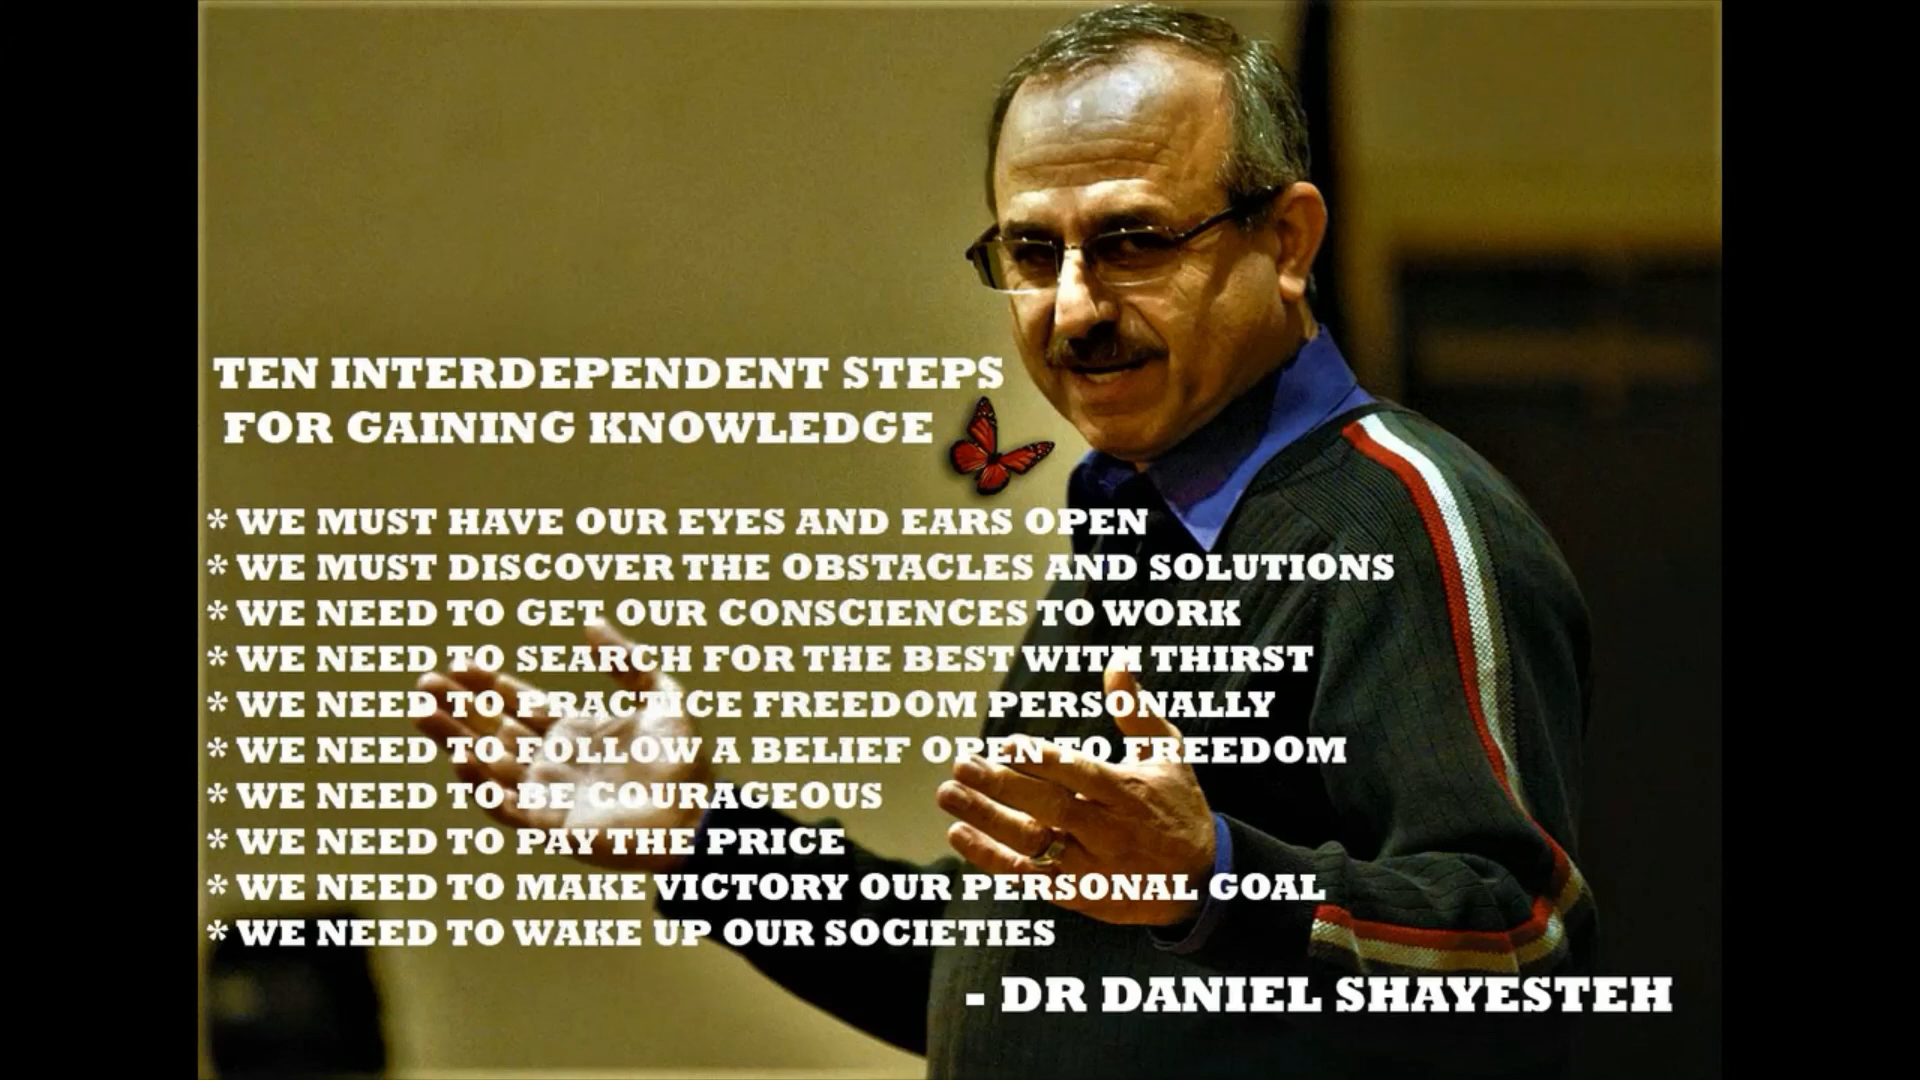 TEN INTERDEPENDENT STEPS
FOR GAINING KNOWLEDGE
* WE MUST HAVE OUR EYES AND EARS OPEN
* WE MUST DISCOVER THE OBSTACLES AND SOLUTIONS
* WE NEED TO GET OUR CONSCIENCES TO WORK
* WE NEED TO SEARCH FOR THE BEST WITH THIRST
* WE NEED TO PRACTICE FREEDOM PERSONALLY
* WE NEED TO FOLLOW A BELIEF OPEN TO FREEDOM
* WE NEED TO BE COURAGEOUS
* WE NEED TO PAY THE PRICE
* WE NEED TO MAKE VICTORY OUR PERSONAL GOAL
* WE NEED TO WAKE UP OUR SOCIETIES
- DR DANIEL SHAYESTEH